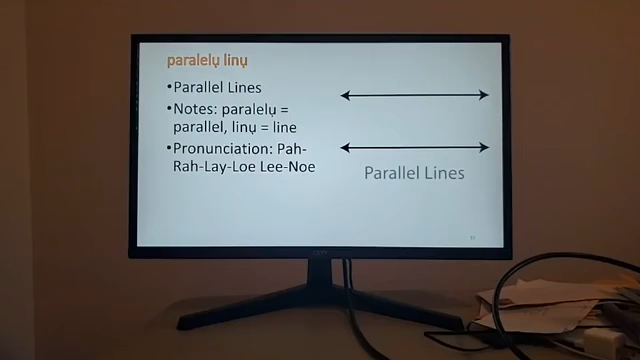 paralelų linų
•Parallel Lines
•Notes: paralelų =
parallel, linų = line
•Pronunciation: Pah-
Rah-Lay-Loe Lee-Noe
Parallel Lines